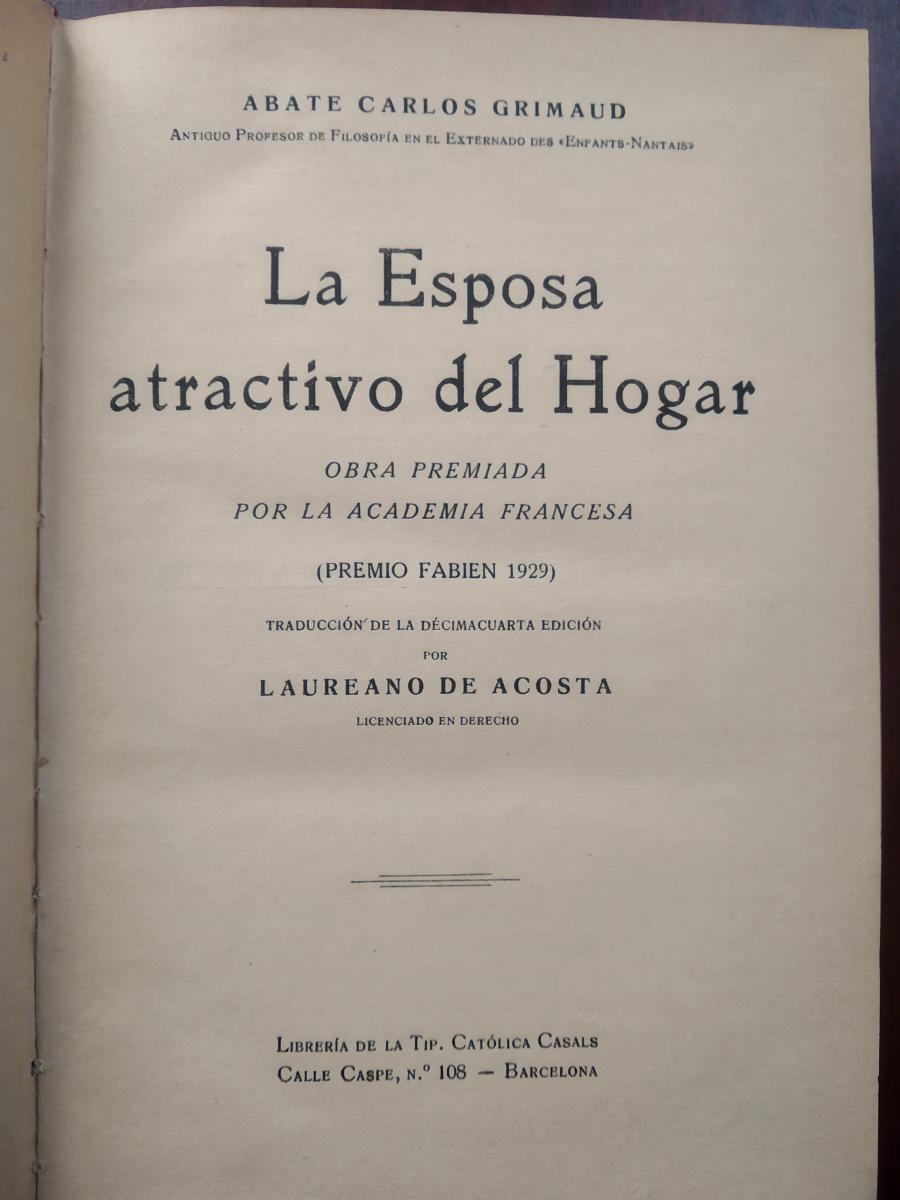 ABATE CARLOS GRIMAUD
ANTIGUO PROFESOR DE FILOSOFÍA EN EL EXTERNADO DES «ENFANTS-NANTAIS»
La Esposa
atractivo del Hogar
OBRA PREMIADA
POR LA ACADEMIA FRANCESA
(PREMIO FABIEN 1929)
TRADUCCIÓN DE LA DÉCIMACUARTA EDICIÓN
POR
LAUREANO DE ACOSTA
LICENCIADO EN DERECHO
LIBRERÍA DE LA TIP. CATÓLICA CASALS
CALLE CASPE, N.º 108 — BARCELONA